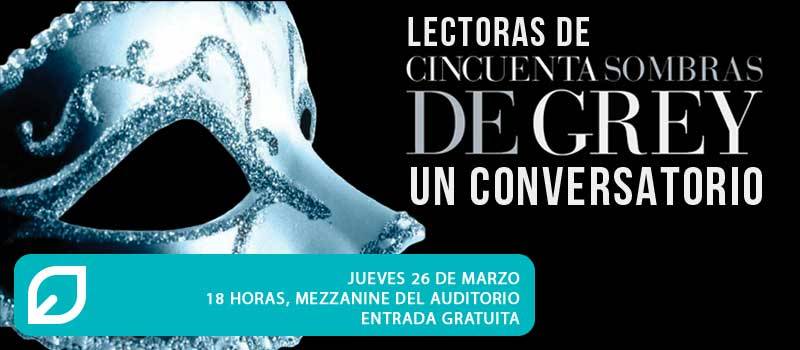 LECTORAS DE
CINCUENTA SOMBRAS
DE GREY
UN CONVERSATORIO
JUEVES 26 DE MARZO
18 HORAS, MEZZANINE DEL AUDITORIO
ENTRADA GRATUITA